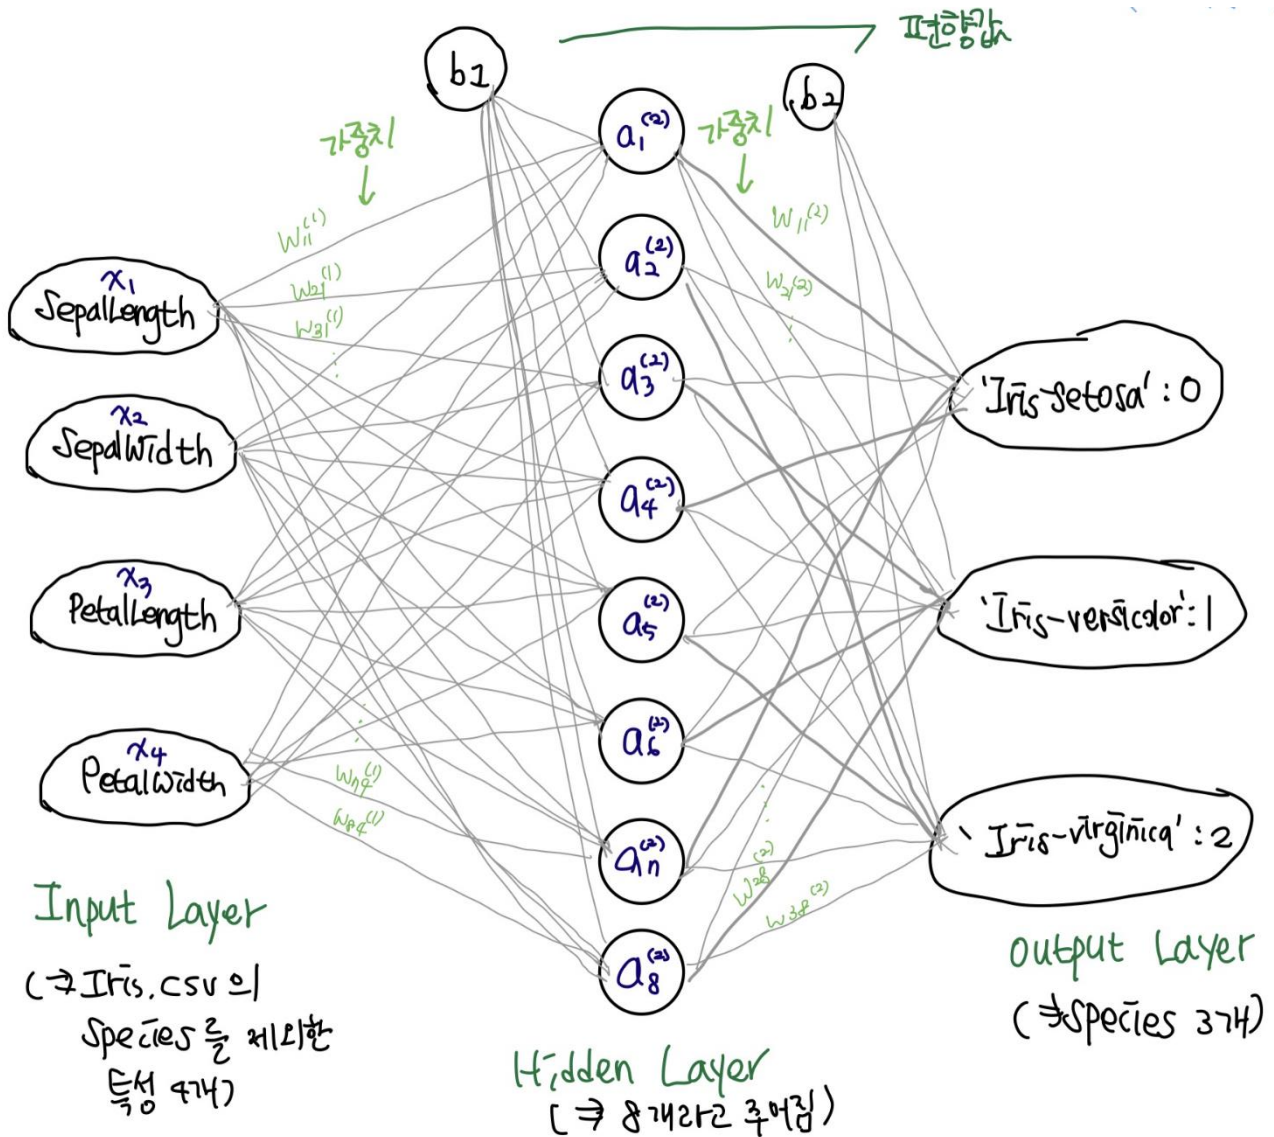 편향값
b1
b2
가중치
가중치
a₁⁽²⁾
a₂⁽²⁾
a₃⁽²⁾
a₄⁽²⁾
a₅⁽²⁾
a₆⁽²⁾
aη⁽²⁾
a₈⁽²⁾
W₁₁⁽¹⁾
W₂₁⁽¹⁾
W₃₁⁽¹⁾
⋮
⋮
W₇₄⁽¹⁾
W₈₄⁽¹⁾
W₁₁⁽²⁾
W₂₁⁽²⁾
⋮
⋮
W₂₈⁽²⁾
W₃₈⁽²⁾
x₁
SepalLength
x₂
SepalWidth
x₃
PetalLength
x₄
PetalWidth
'Iris-setosa' : 0
'Iris-versicolor' : 1
'Iris-virginica' : 2
Input Layer
(⇒ Iris.csv의
Species를 제외한
특성 4개)
Hidden Layer
(⇒ 8개라고 주어짐)
Output Layer
(⇒ Species 3개)